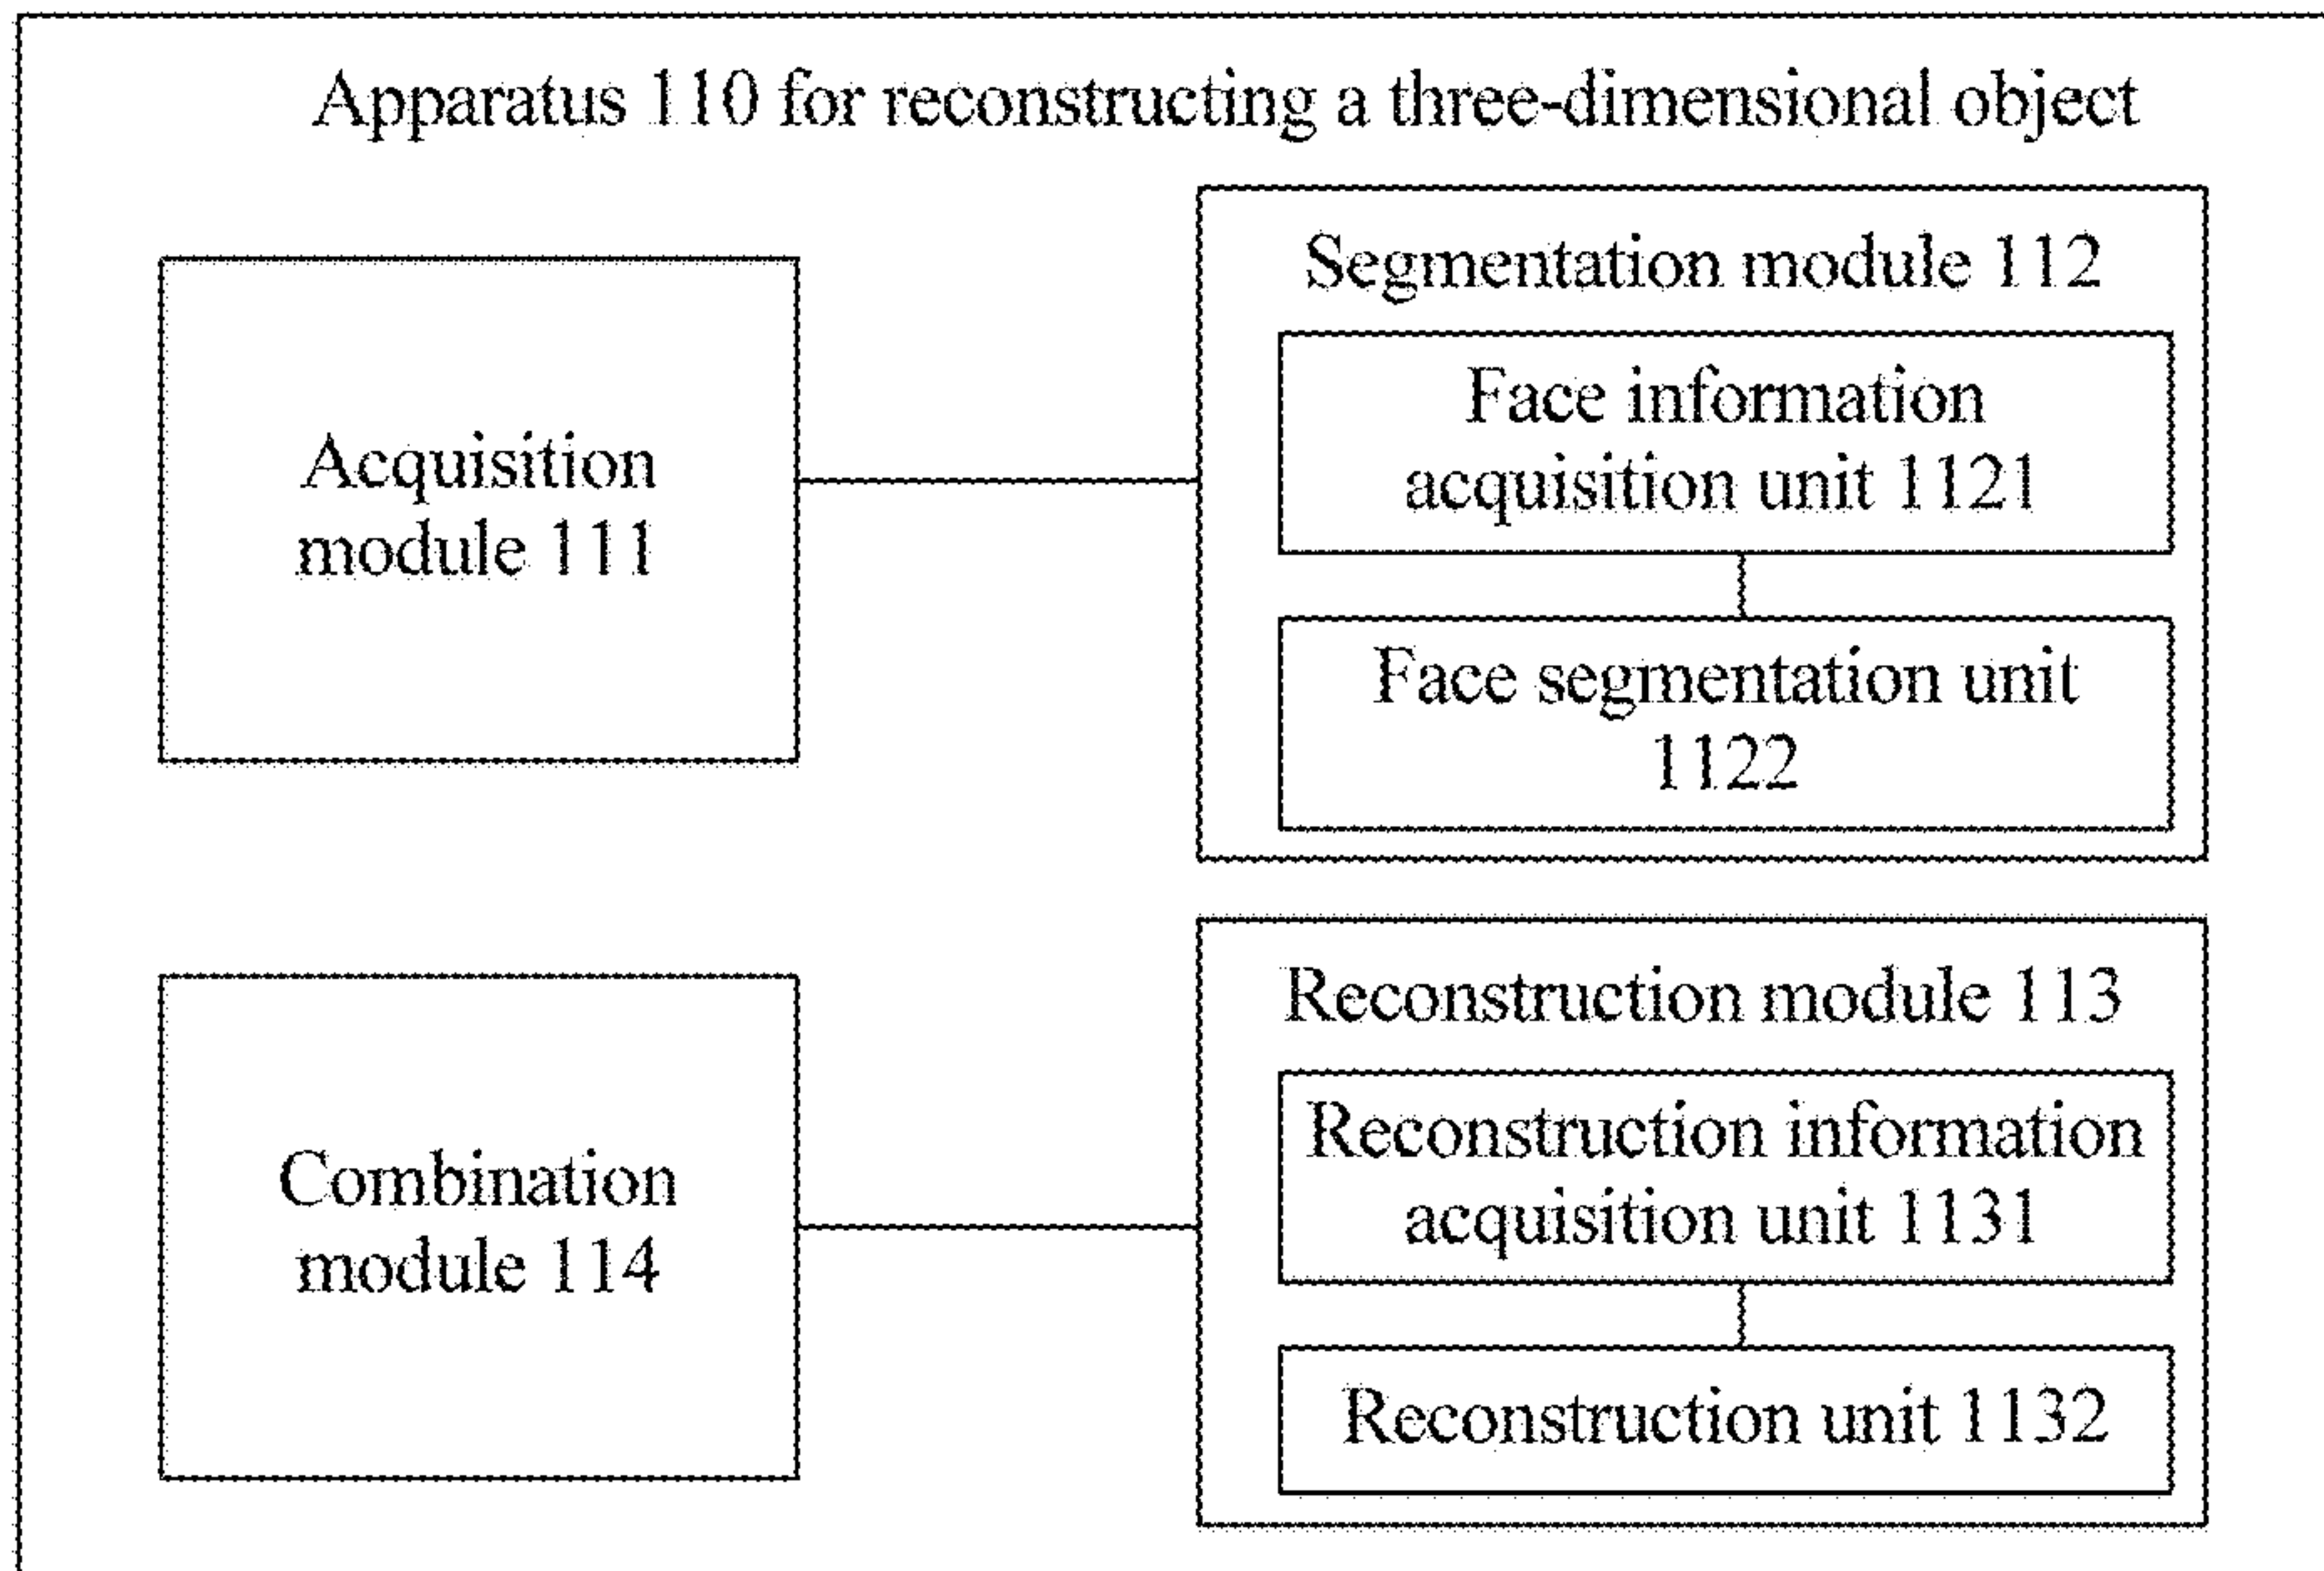 Apparatus 110 for reconstructing a three-dimensional object
Acquisition
module 111
Segmentation module 112
Face information
acquisition unit 1121
Face segmentation unit
1122
Combination
module 114
Reconstruction module 113
Reconstruction information
acquisition unit 1131
Reconstruction unit 1132